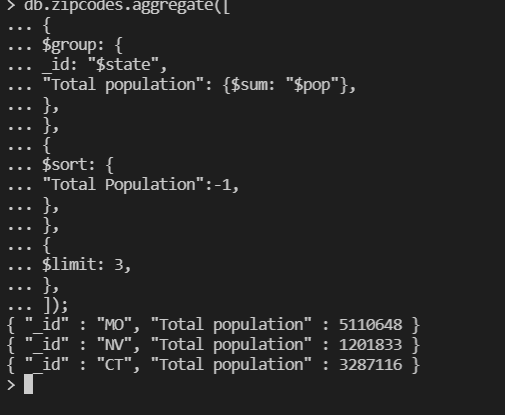 > db.zipcodes.aggregate([
... {
... $group: {
... _id: "$state",
... "Total population": {$sum: "$pop"},
... },
... },
... {
... $sort: {
... "Total Population":-1,
... },
... },
... {
... $limit: 3,
... },
... ]);
{ "_id" : "MO", "Total population" : 5110648 }
{ "_id" : "NV", "Total population" : 1201833 }
{ "_id" : "CT", "Total population" : 3287116 }
>